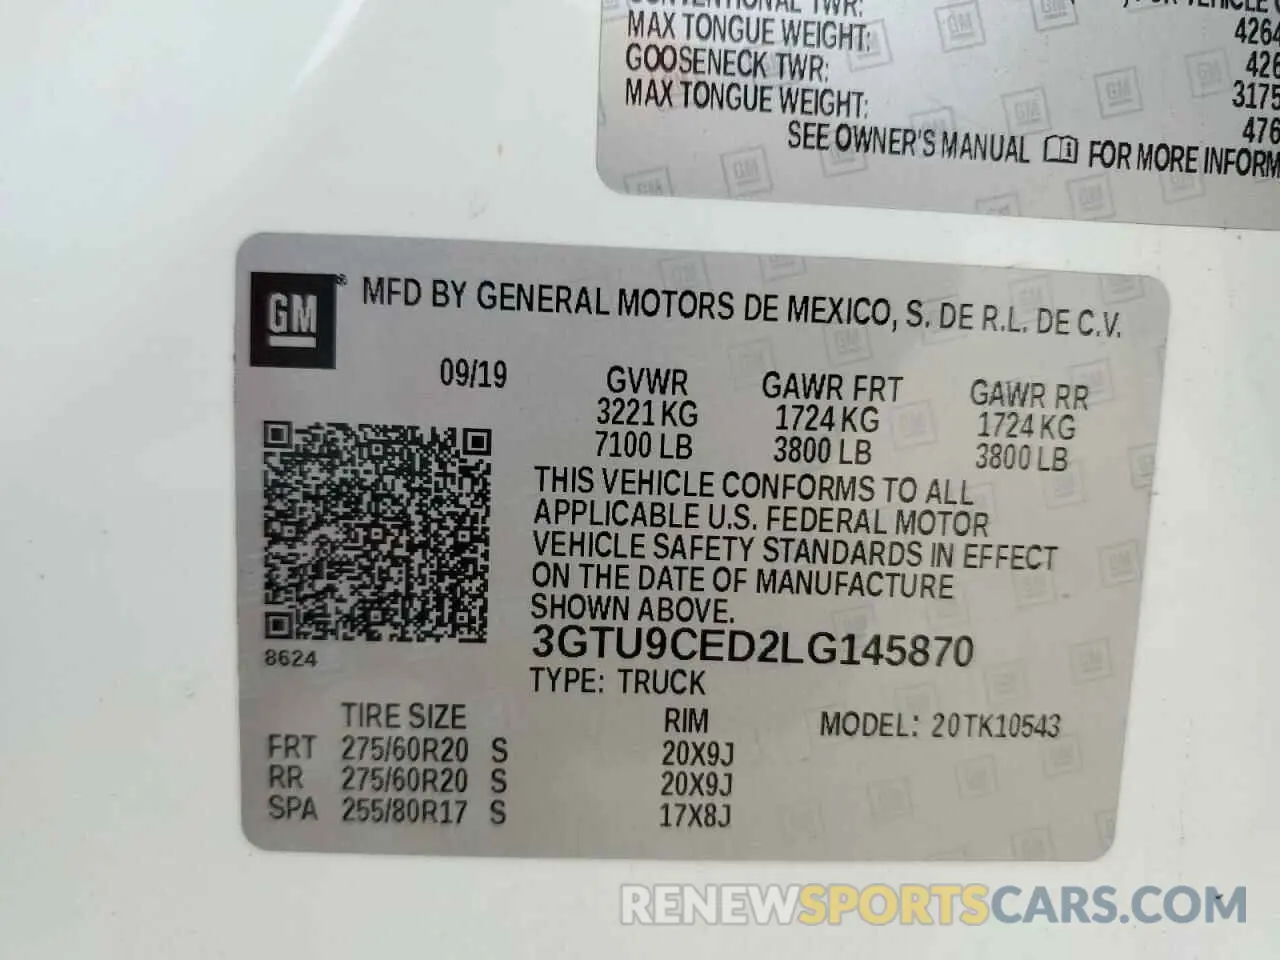 CONVENTIONAL TWR:
MAX TONGUE WEIGHT: 4264
GOOSENECK TWR: 426
MAX TONGUE WEIGHT: 3175
476
SEE OWNER'S MANUAL FOR MORE INFORM
GM ® MFD BY GENERAL MOTORS DE MEXICO, S. DE R.L. DE C.V.
09/19 GVWR GAWR FRT GAWR RR
3221 KG 1724 KG 1724 KG
7100 LB 3800 LB 3800 LB
THIS VEHICLE CONFORMS TO ALL
APPLICABLE U.S. FEDERAL MOTOR
VEHICLE SAFETY STANDARDS IN EFFECT
ON THE DATE OF MANUFACTURE
SHOWN ABOVE.
3GTU9CED2LG145870
8624
TYPE: TRUCK
TIRE SIZE RIM MODEL: 20TK10543
FRT 275/60R20 S 20X9J
RR 275/60R20 S 20X9J
SPA 255/80R17 S 17X8J
RENEWSPORTSCARS.COM